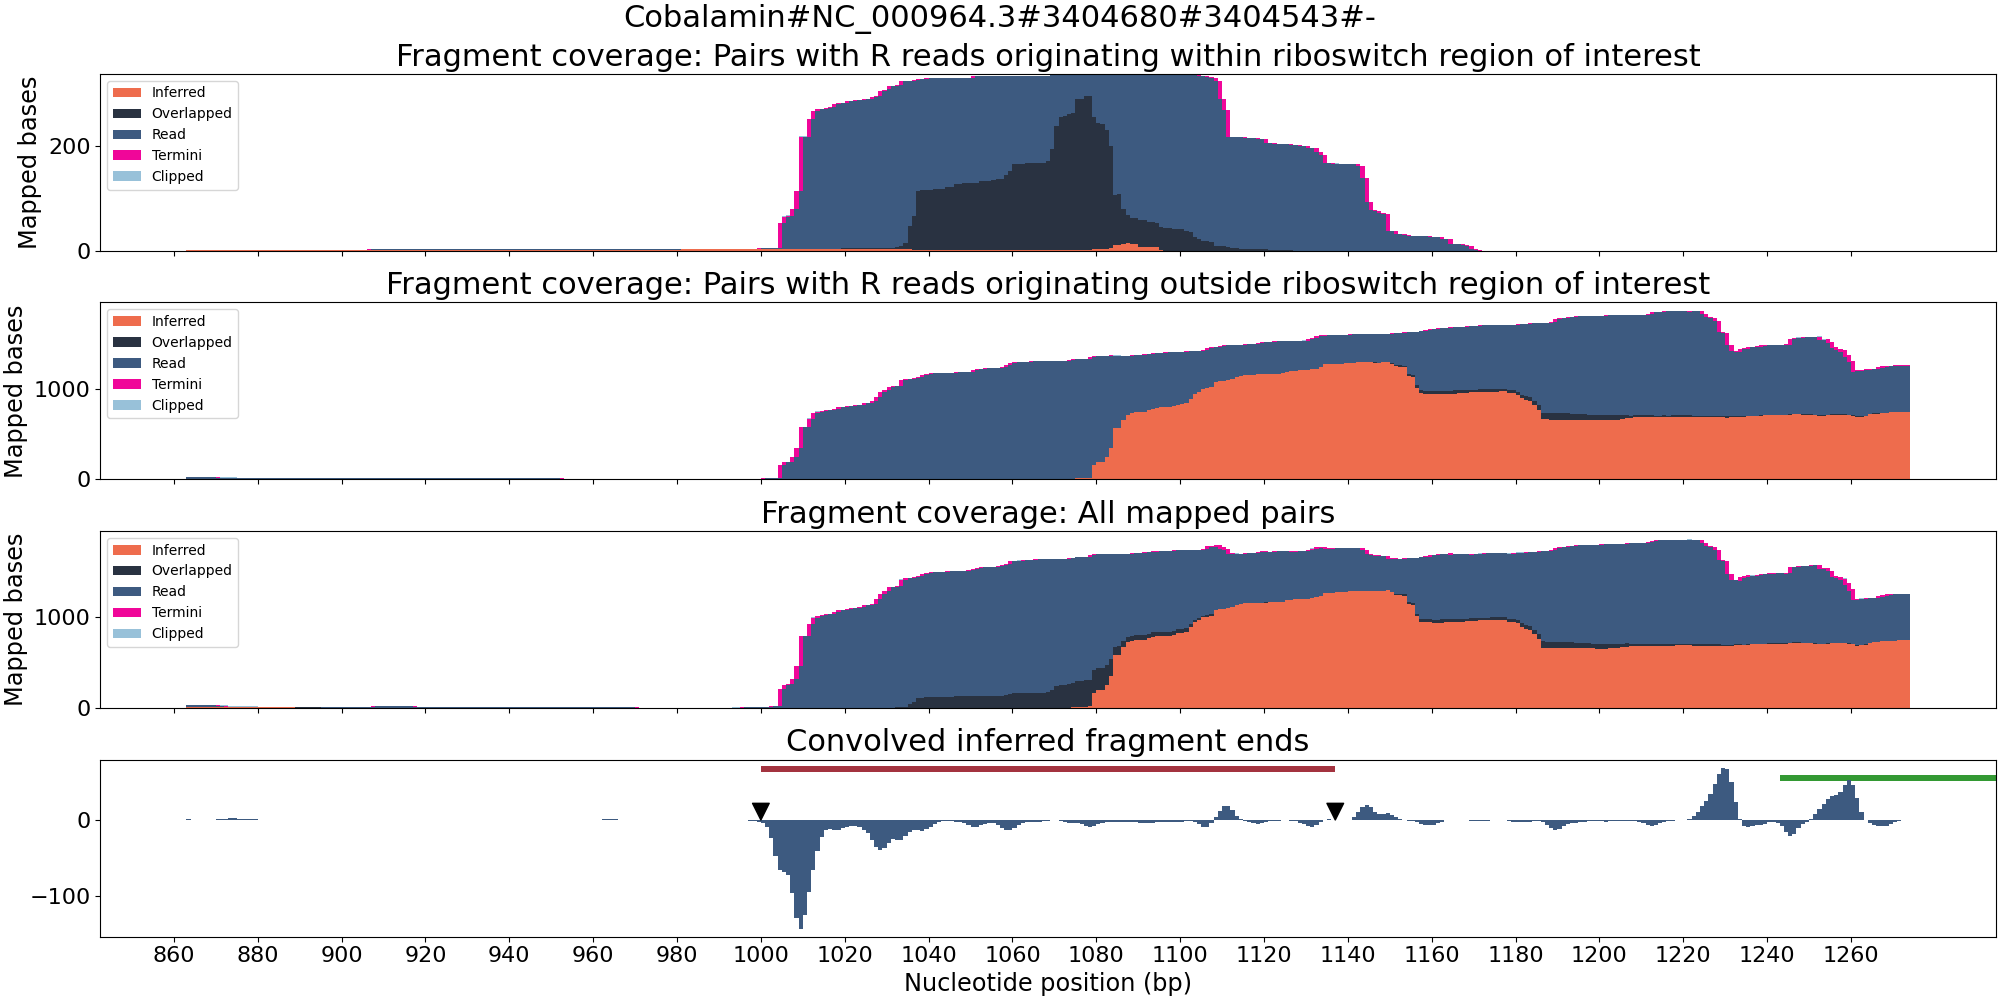 Cobalamin#NC_000964.3#3404680#3404543#-
Fragment coverage: Pairs with R reads originating within riboswitch region of interest
Mapped bases
200
0
Inferred
Overlapped
Read
Termini
Clipped
Fragment coverage: Pairs with R reads originating outside riboswitch region of interest
Mapped bases
1000
0
Inferred
Overlapped
Read
Termini
Clipped
Fragment coverage: All mapped pairs
Mapped bases
1000
0
Inferred
Overlapped
Read
Termini
Clipped
Convolved inferred fragment ends
0
−100
860 880 900 920 940 960 980 1000 1020 1040 1060 1080 1100 1120 1140 1160 1180 1200 1220 1240 1260
Nucleotide position (bp)